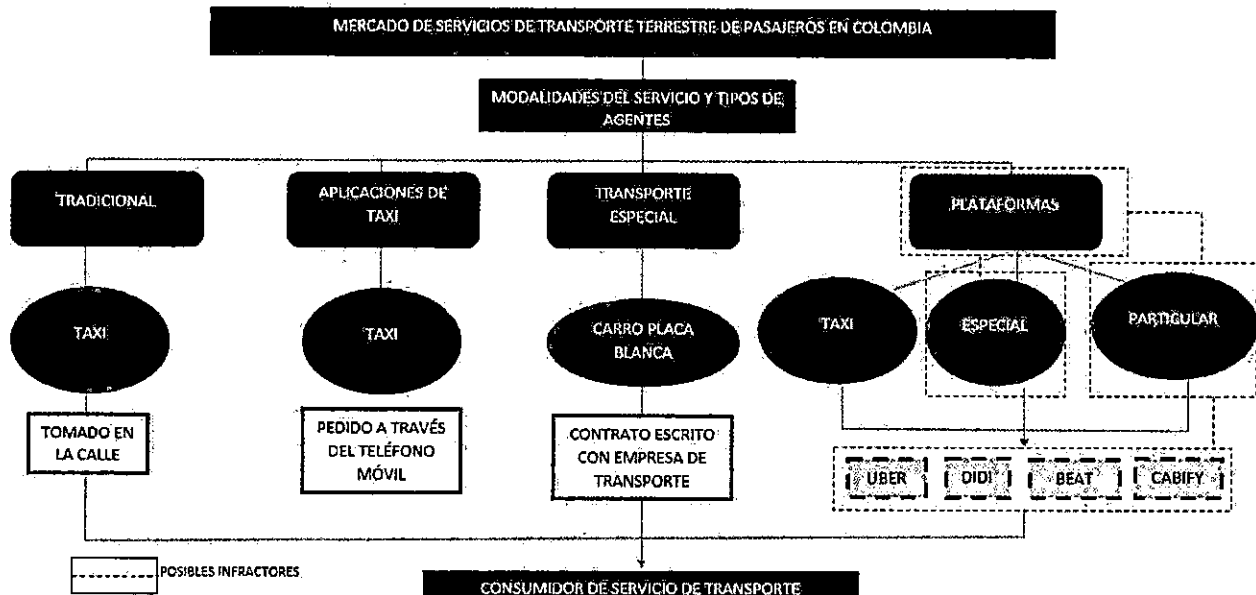 MERCADO DE SERVICIOS DE TRANSPORTE TERRESTRE DE PASAJEROS EN COLOMBIA
MODALIDADES DEL SERVICIO Y TIPOS DE
AGENTES
TRADICIONAL
APLICACIONES DE
TAXI
TRANSPORTE
ESPECIAL
PLATAFORMAS
TAXI
TAXI
CARRO PLACA
BLANCA
TAXI
ESPECIAL
PARTICULAR
TOMADO EN
LA CALLE
PEDIDO A TRAVÉS
DEL TELÉFONO
MÓVIL
CONTRATO ESCRITO
CON EMPRESA DE
TRANSPORTE
UBER
DIDI
BEAT
CABIFY
POSIBLES INFRACTORES
CONSUMIDOR DE SERVICIO DE TRANSPORTE